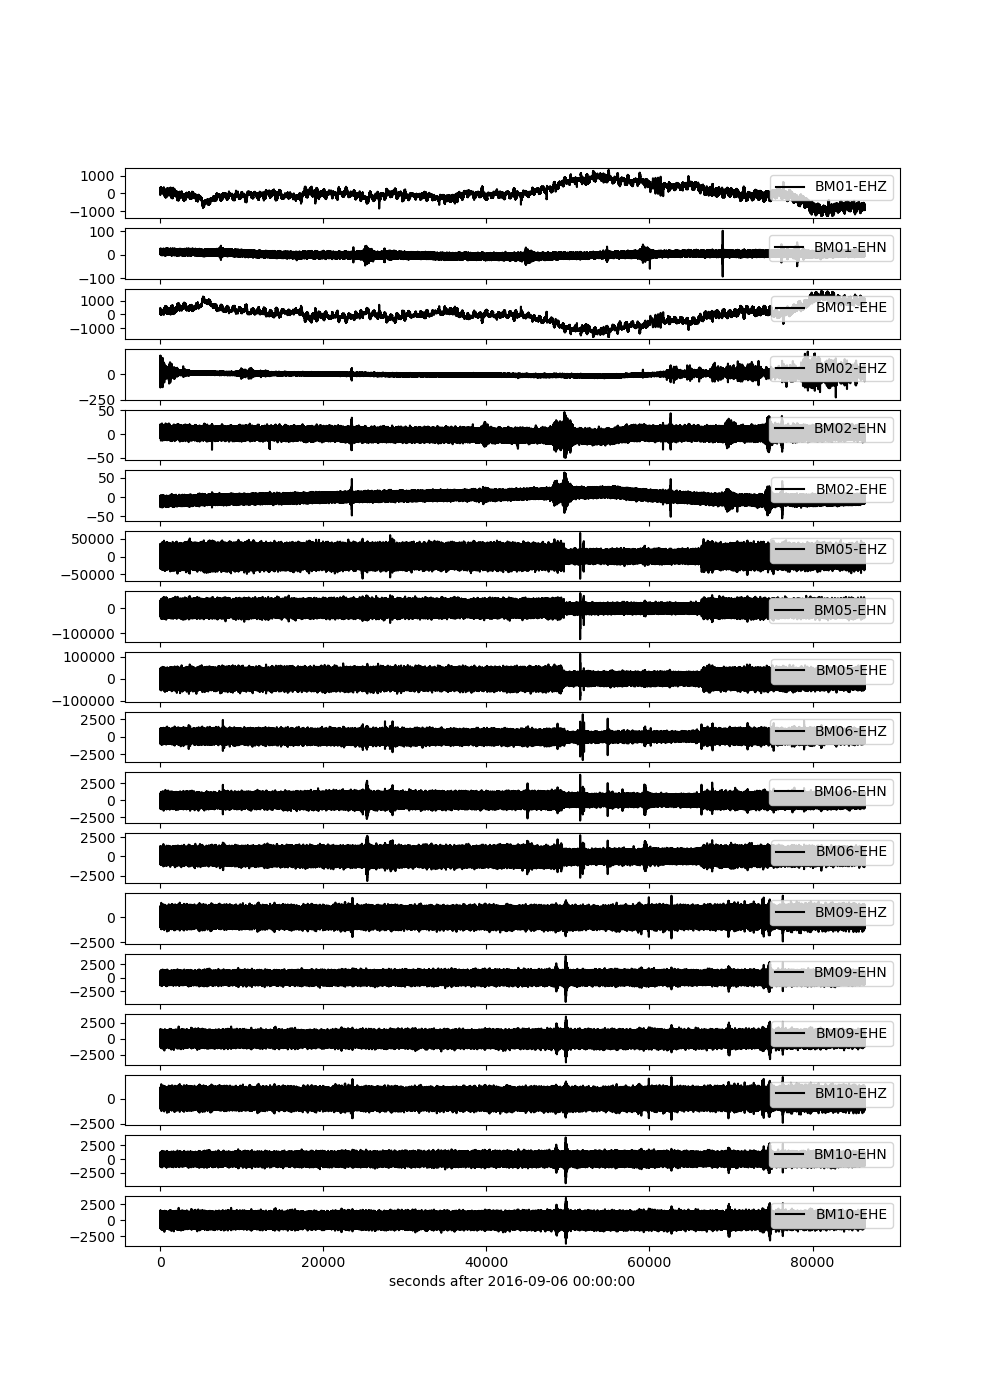 1000
0
−1000
BM01-EHZ
100
0
−100
BM01-EHN
1000
0
−1000
BM01-EHE
0
−250
BM02-EHZ
50
0
−50
BM02-EHN
50
0
−50
BM02-EHE
50000
0
−50000
BM05-EHZ
0
−100000
BM05-EHN
100000
0
−100000
BM05-EHE
2500
0
−2500
BM06-EHZ
2500
0
−2500
BM06-EHN
2500
0
−2500
BM06-EHE
0
−2500
BM09-EHZ
2500
0
−2500
BM09-EHN
2500
0
−2500
BM09-EHE
0
−2500
BM10-EHZ
2500
0
−2500
BM10-EHN
2500
0
−2500
BM10-EHE
0 20000 40000 60000 80000
seconds after 2016-09-06 00:00:00